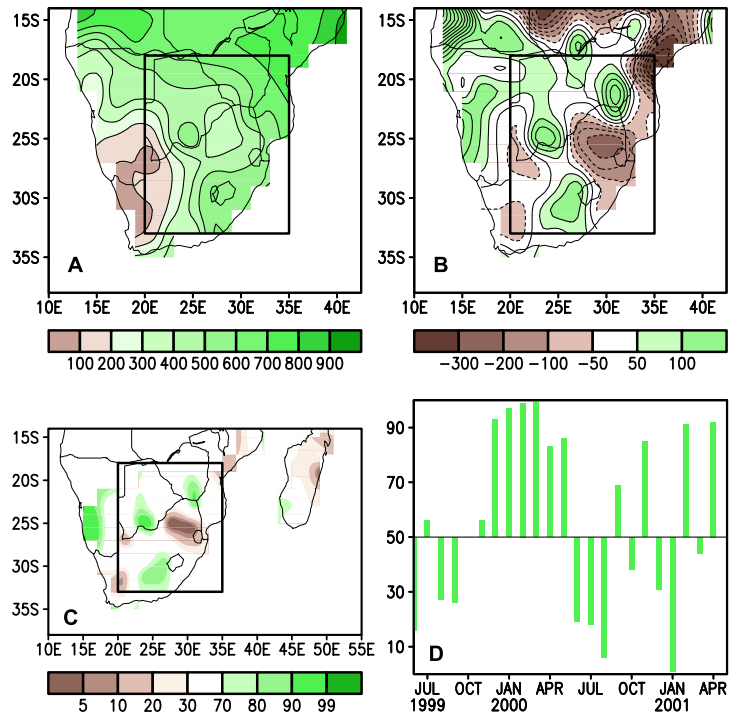 15S 15S
20S 20S
25S 25S
30S 30S
35S 35S
A B
10E 15E 20E 25E 30E 35E 40E 10E 15E 20E 25E 30E 35E 40E
100 200 300 400 500 600 700 800 900 −300 −200 −100 −50 50 100
15S 90
20S 70
25S 50
30S 30
35S 10
C D
10E 15E 20E 25E 30E 35E 40E 45E 50E 55E JUL OCT JAN APR JUL OCT JAN APR
1999 2000 2001
5 10 20 30 70 80 90 99